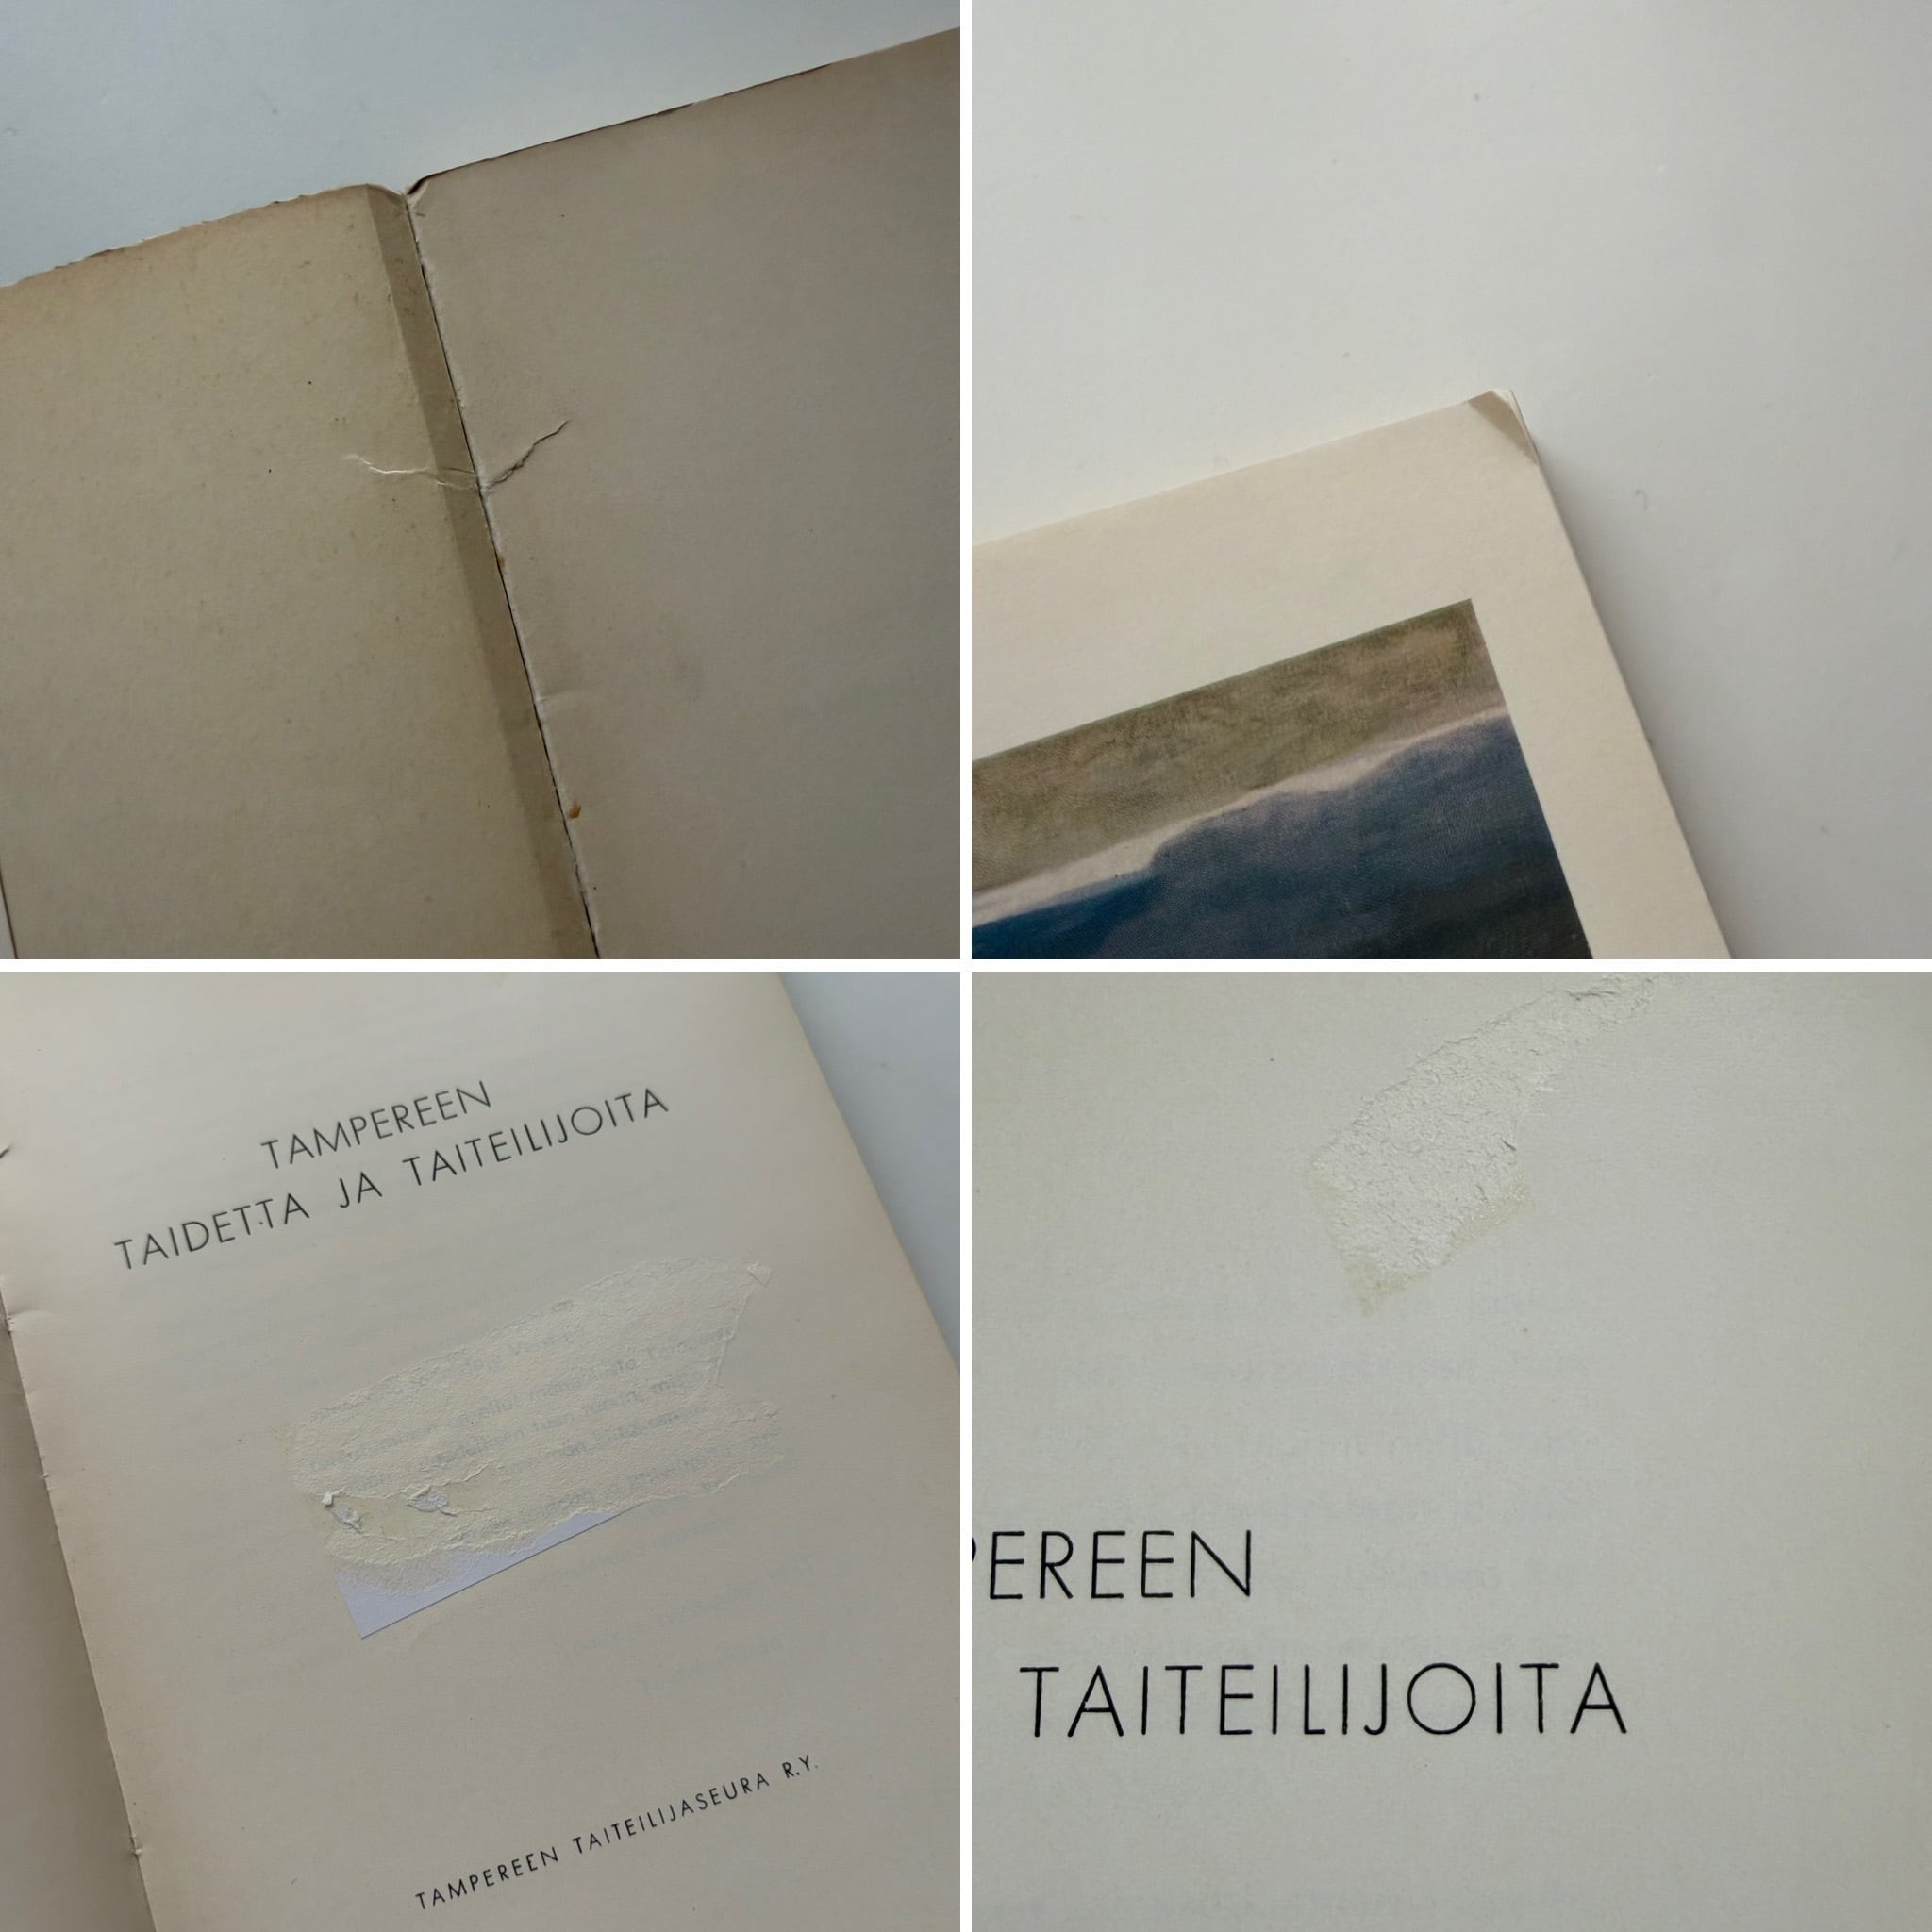 TAMPEREEN
TAIDETTA JA TAITEILIJOITA
TAMPEREEN TAITEILIJASEURA R.Y.
PEREEN
TAITEILIJOITA